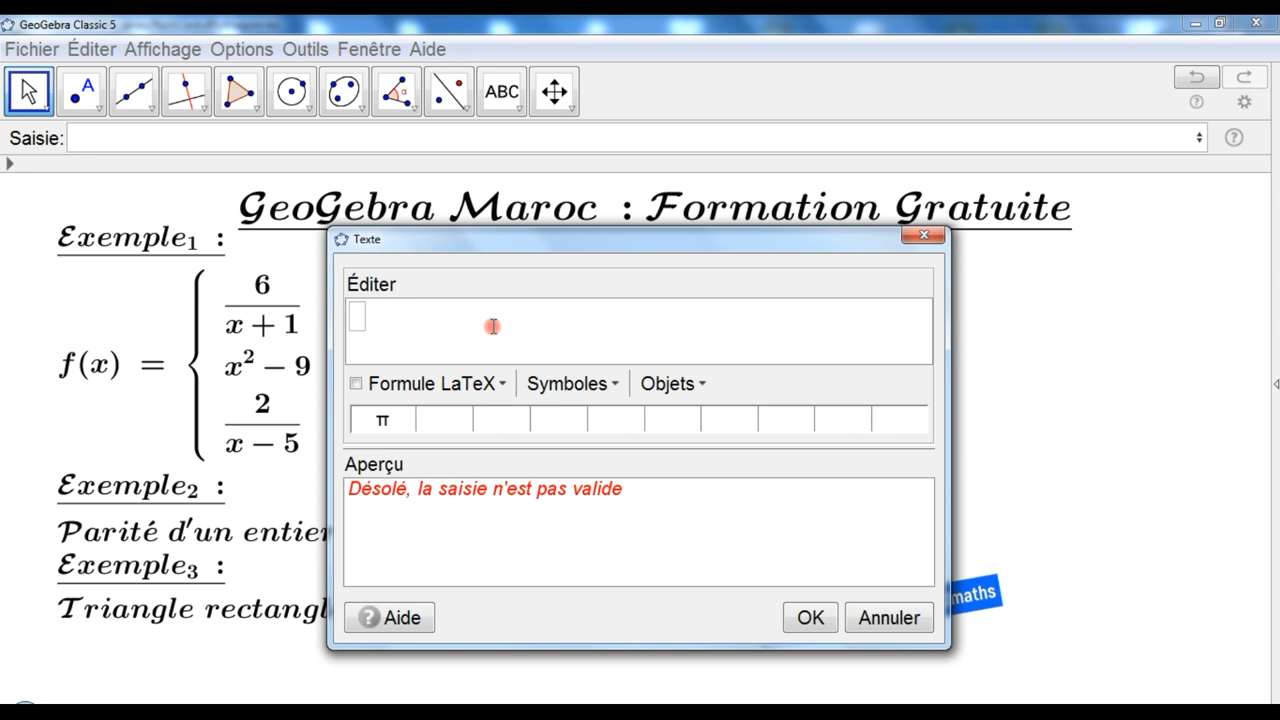 GeoGebra Classic 5
Fichier Éditer Affichage Options Outils Fenêtre Aide
A
α
ABC
Saisie:
GeoGebra Maroc : Formation Gratuite
Exemple₁ :
f(x) = { 6/(x + 1)
x² − 9
2/(x − 5)
Exemple₂ :
Parité d'un entier
Exemple₃ :
Triangle rectangl
Texte
Éditer
Formule LaTeX Symboles Objets
π
Aperçu
Désolé, la saisie n'est pas valide
Aide OK Annuler
maths